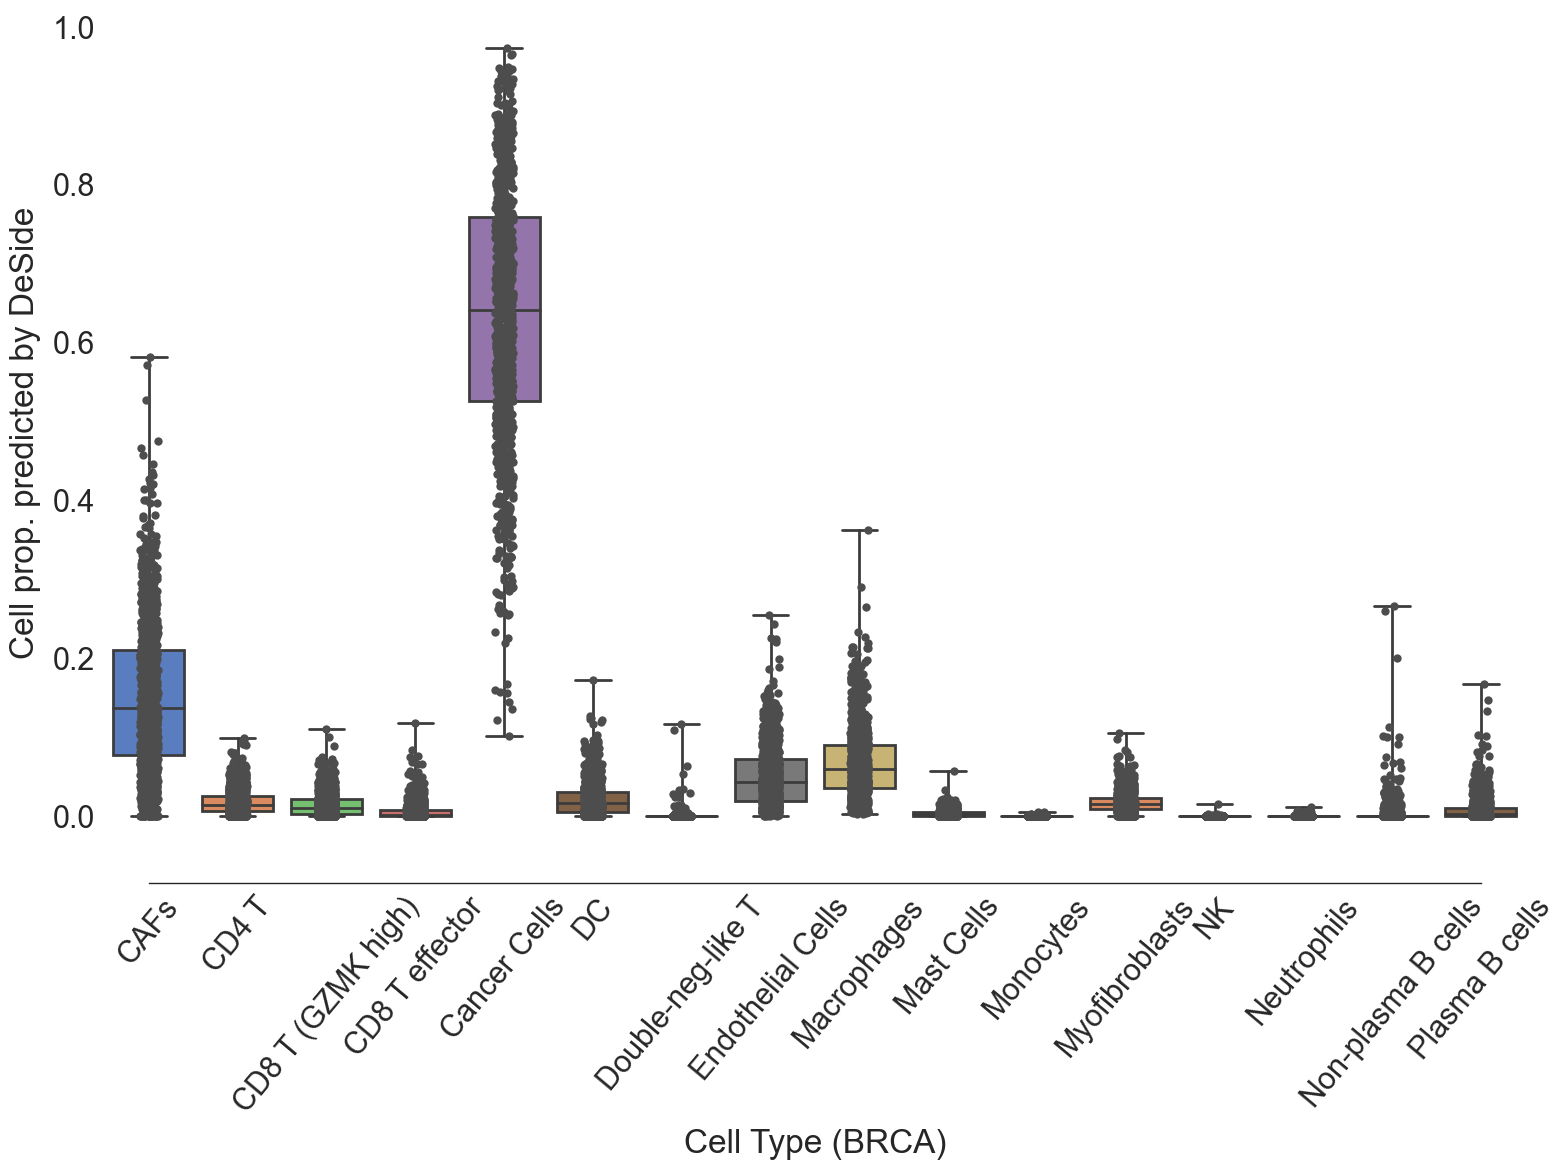 Cell prop. predicted by DeSide
1.0
0.8
0.6
0.4
0.2
0.0
CAFs
CD4 T
CD8 T (GZMK high)
CD8 T effector
Cancer Cells
DC
Double-neg-like T
Endothelial Cells
Macrophages
Mast Cells
Monocytes
Myofibroblasts
NK
Neutrophils
Non-plasma B cells
Plasma B cells
Cell Type (BRCA)